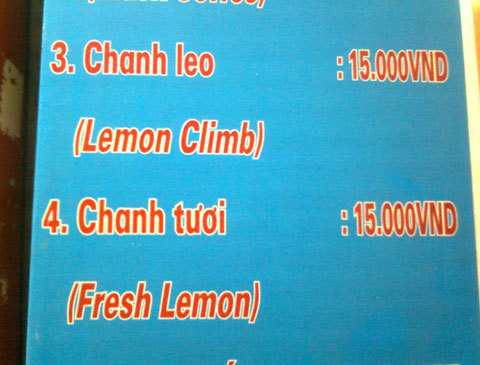 3. Chanh leo : 15.000VND
(Lemon Climb)
4. Chanh tươi : 15.000VND
(Fresh Lemon)